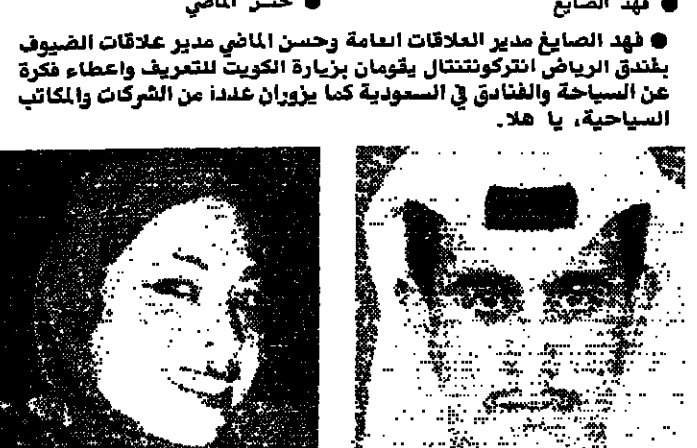 ● فهد الصايغ
● حسن الماضي
● فهد الصايغ مدير العلاقات العامة وحسن الماضي مدير علاقات الضيوف
بفندق الرياض انتركونتنتال يقومان بزيارة الكويت للتعريف واعطاء فكرة
عن السياحة والفنادق في السعودية كما يزوران عددا من الشركات والمكاتب
السياحية، يا هلا.